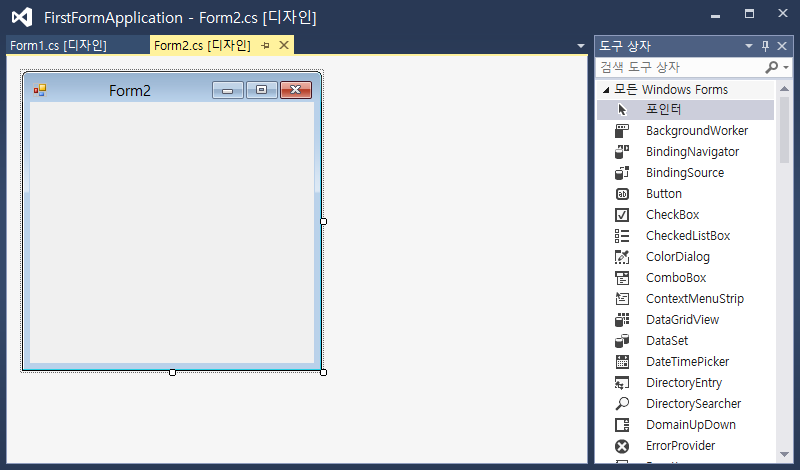 FirstFormApplication - Form2.cs [디자인]
Form1.cs [디자인]
Form2.cs [디자인]
도구 상자
검색 도구 상자
모든 Windows Forms
Form2
포인터
BackgroundWorker
BindingNavigator
BindingSource
Button
CheckBox
CheckedListBox
ColorDialog
ComboBox
ContextMenuStrip
DataGridView
DataSet
DateTimePicker
DirectoryEntry
DirectorySearcher
DomainUpDown
ErrorProvider